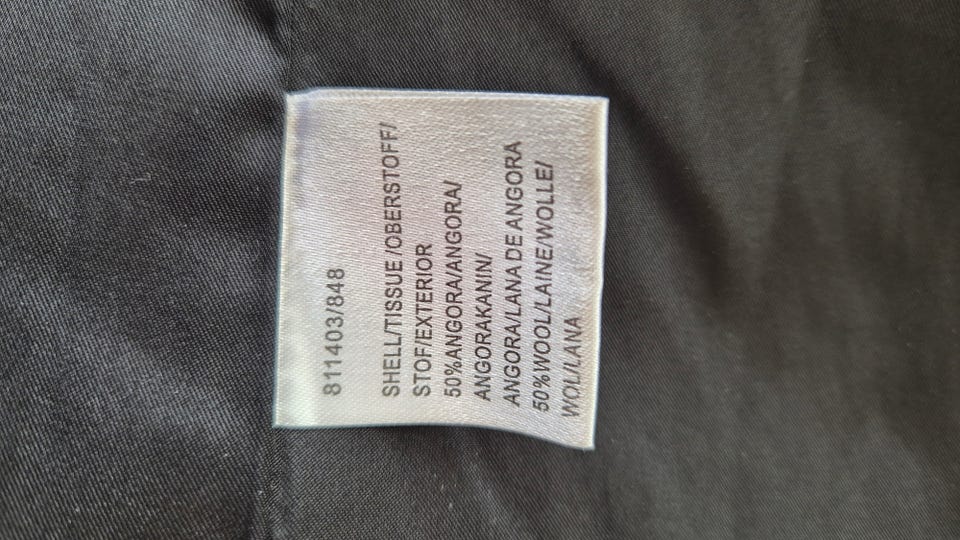 811403/848
SHELL/TISSUE/OBERSTOFF/
STOF/EXTERIOR
50%ANGORA/ANGORA/
ANGORAKANIN/
ANGORA/LANA DE ANGORA
50%WOOL/LAINE/WOLLE/
WOL/LANA